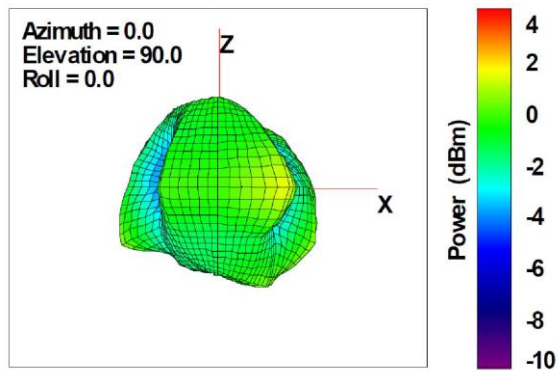 Azimuth = 0.0
Elevation = 90.0
Roll = 0.0
Z
X
Power (dBm)
4
2
0
-2
-4
-6
-8
-10